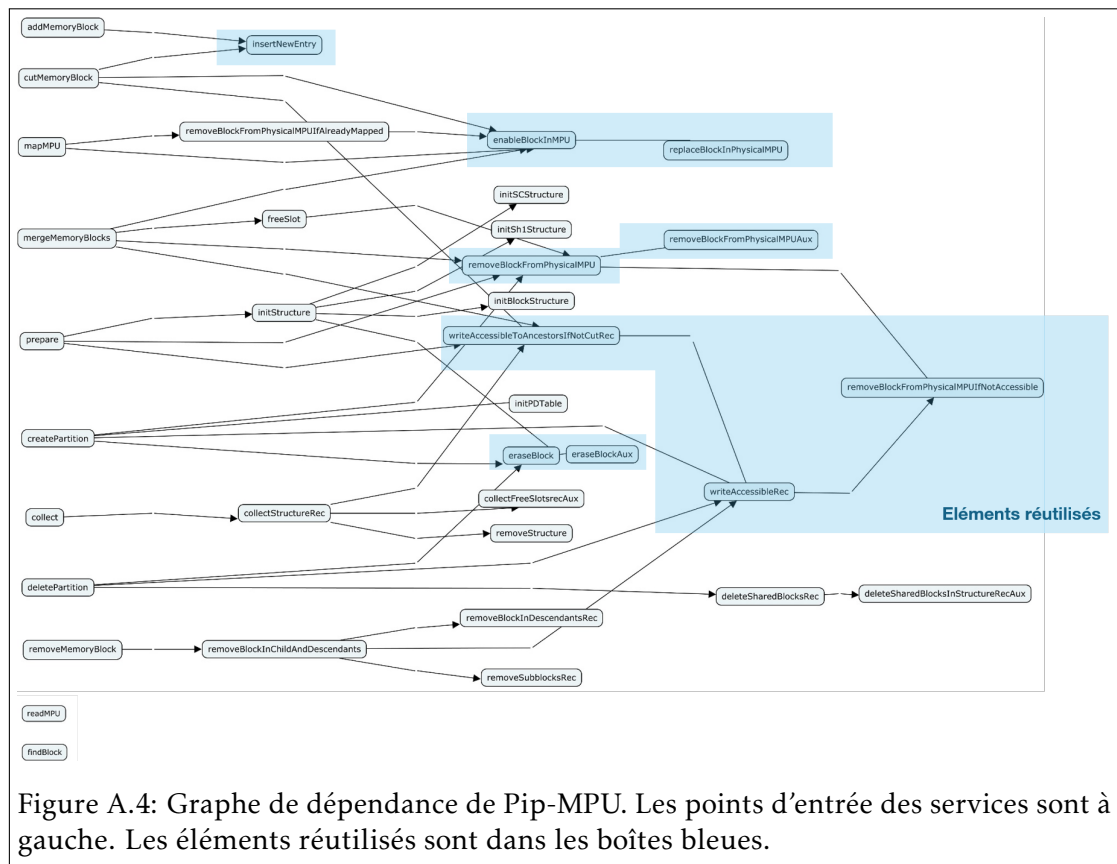 addMemoryBlock
insertNewEntry
cutMemoryBlock
removeBlockFromPhysicalMPUIfAlreadyMapped
enableBlockInMPU
mapMPU
replaceBlockInPhysicalMPU
initSCStructure
freeSlot
initSh1Structure
mergeMemoryBlocks
removeBlockFromPhysicalMPUAux
removeBlockFromPhysicalMPU
initBlockStructure
initStructure
prepare
writeAccessibleToAncestorsIfNotCutRec
removeBlockFromPhysicalMPUIfNotAccessible
initPDTable
createPartition
eraseBlock
eraseBlockAux
writeAccessibleRec
collectFreeSlotsrecAux
collect
collectStructureRec
Eléments réutilisés
removeStructure
deletePartition
deleteSharedBlocksRec
deleteSharedBlocksInStructureRecAux
removeBlockInDescendantsRec
removeMemoryBlock
removeBlockInChildAndDescendants
removeSubblocksRec
readMPU
findBlock
Figure A.4: Graphe de dépendance de Pip-MPU. Les points d'entrée des services sont à
gauche. Les éléments réutilisés sont dans les boîtes bleues.